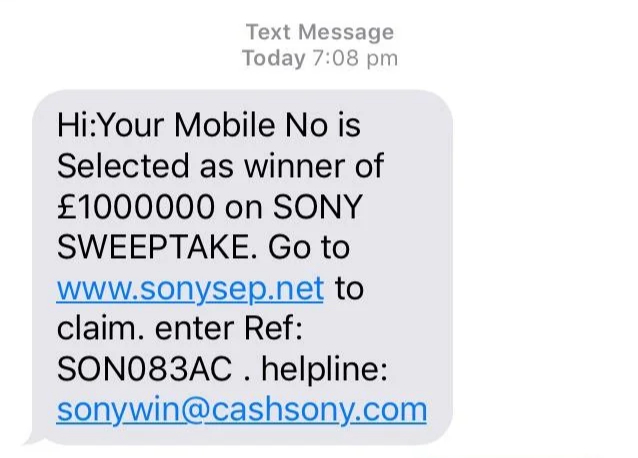 Text Message
Today 7:08 pm
Hi:Your Mobile No is
Selected as winner of
£1000000 on SONY
SWEEPTAKE. Go to
www.sonysep.net to
claim. enter Ref:
SON083AC . helpline:
sonywin@cashsony.com